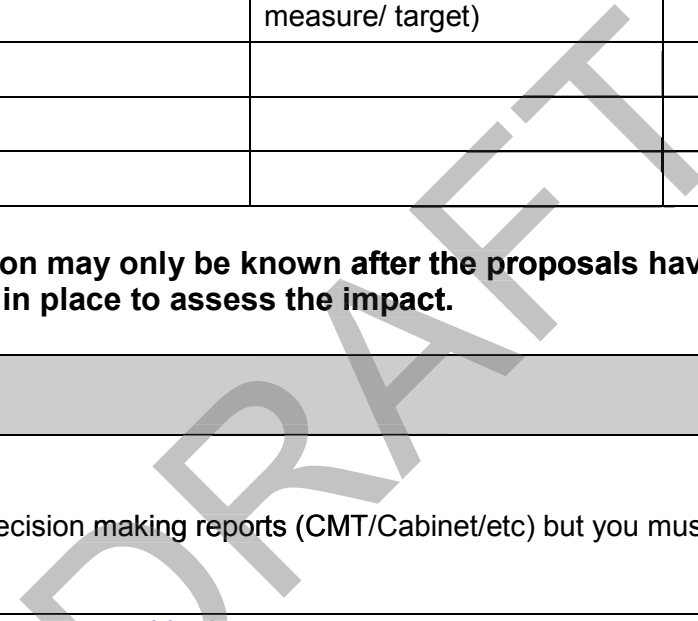 measure/ target)
on may only be known after the proposals hav
in place to assess the impact.
ecision making reports (CMT/Cabinet/etc) but you mus
DRAFT